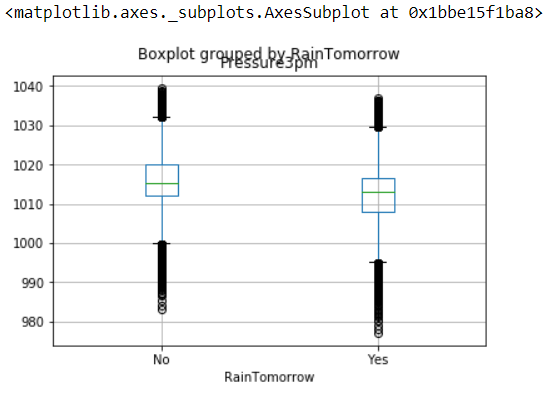 <matplotlib.axes._subplots.AxesSubplot at 0x1bbe15f1ba8>
Boxplot grouped by RainTomorrow
Pressure3pm
1040
1030
1020
1010
1000
990
980
No Yes
RainTomorrow